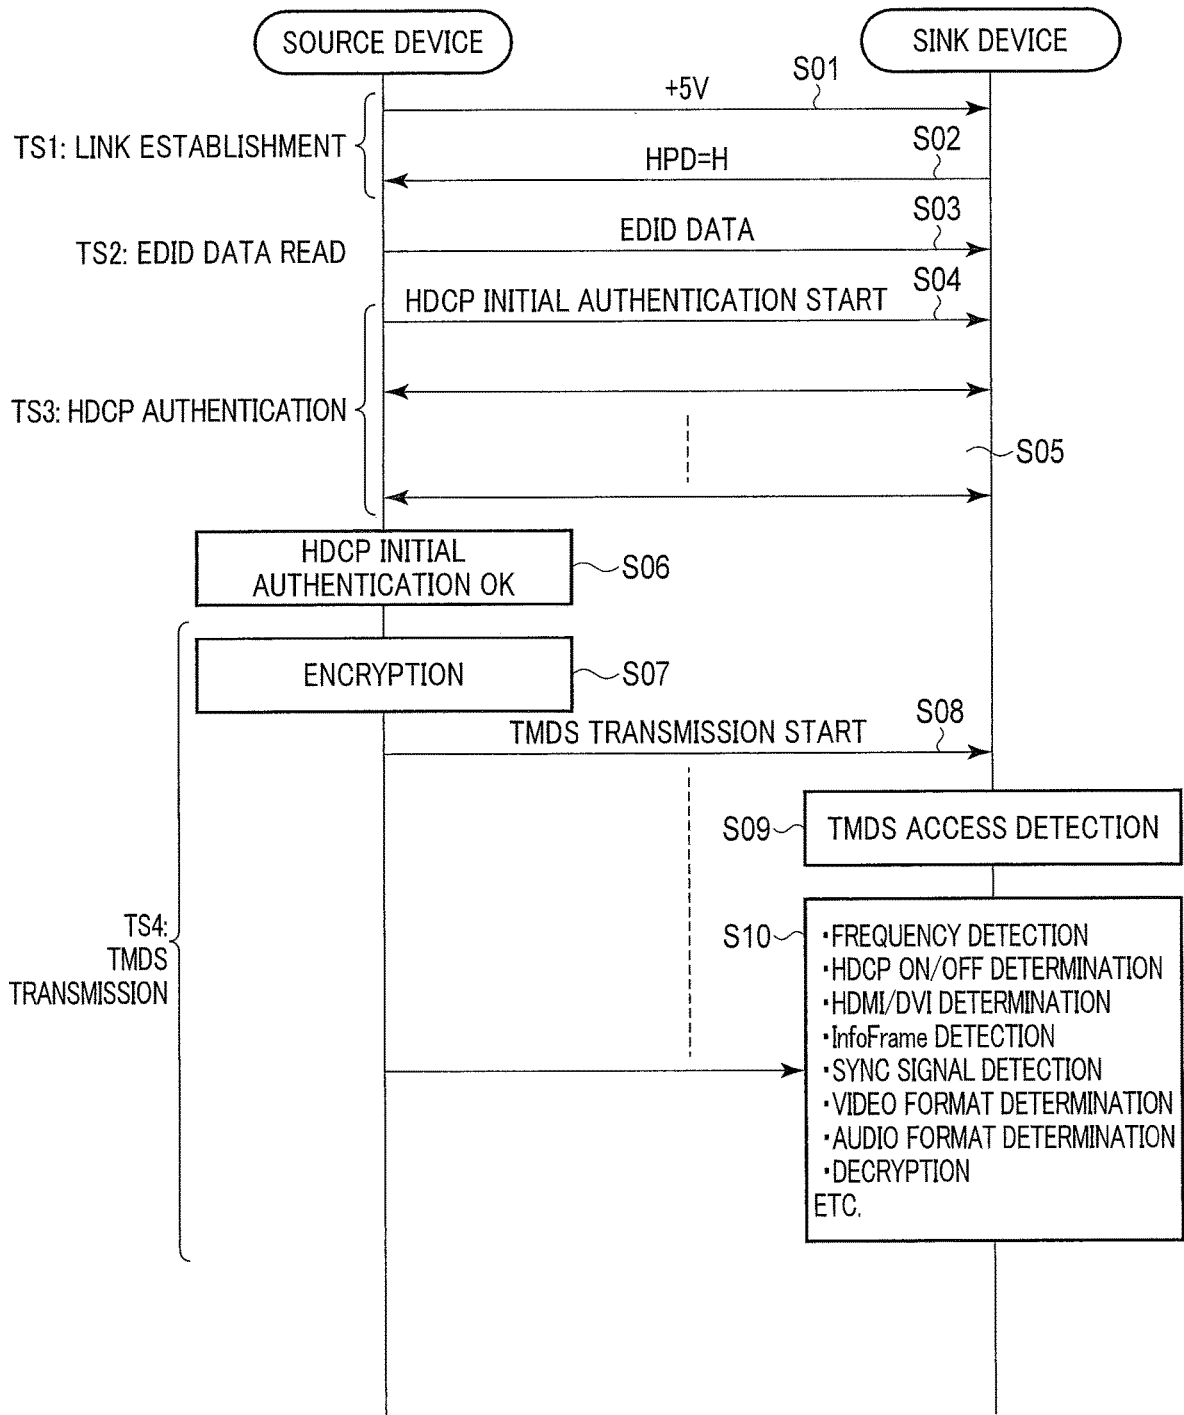 SOURCE DEVICE
SINK DEVICE
+5V
S01
TS1: LINK ESTABLISHMENT
HPD=H
S02
TS2: EDID DATA READ
EDID DATA
S03
HDCP INITIAL AUTHENTICATION START
S04
TS3: HDCP AUTHENTICATION
S05
HDCP INITIAL
AUTHENTICATION OK
S06
ENCRYPTION
S07
TMDS TRANSMISSION START
S08
S09
TMDS ACCESS DETECTION
TS4:
TMDS
TRANSMISSION
S10
・FREQUENCY DETECTION
・HDCP ON/OFF DETERMINATION
・HDMI/DVI DETERMINATION
・InfoFrame DETECTION
・SYNC SIGNAL DETECTION
・VIDEO FORMAT DETERMINATION
・AUDIO FORMAT DETERMINATION
・DECRYPTION
ETC.